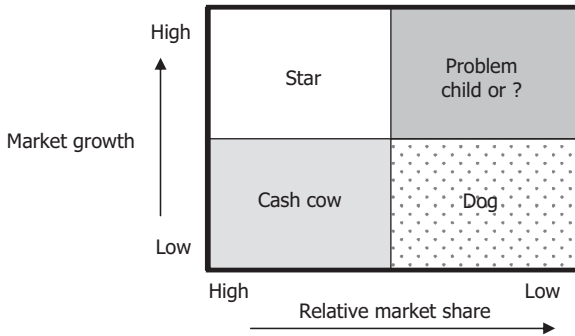 High
Star
Problem
child or ?
Market growth
Cash cow
Dog
Low
High
Low
Relative market share